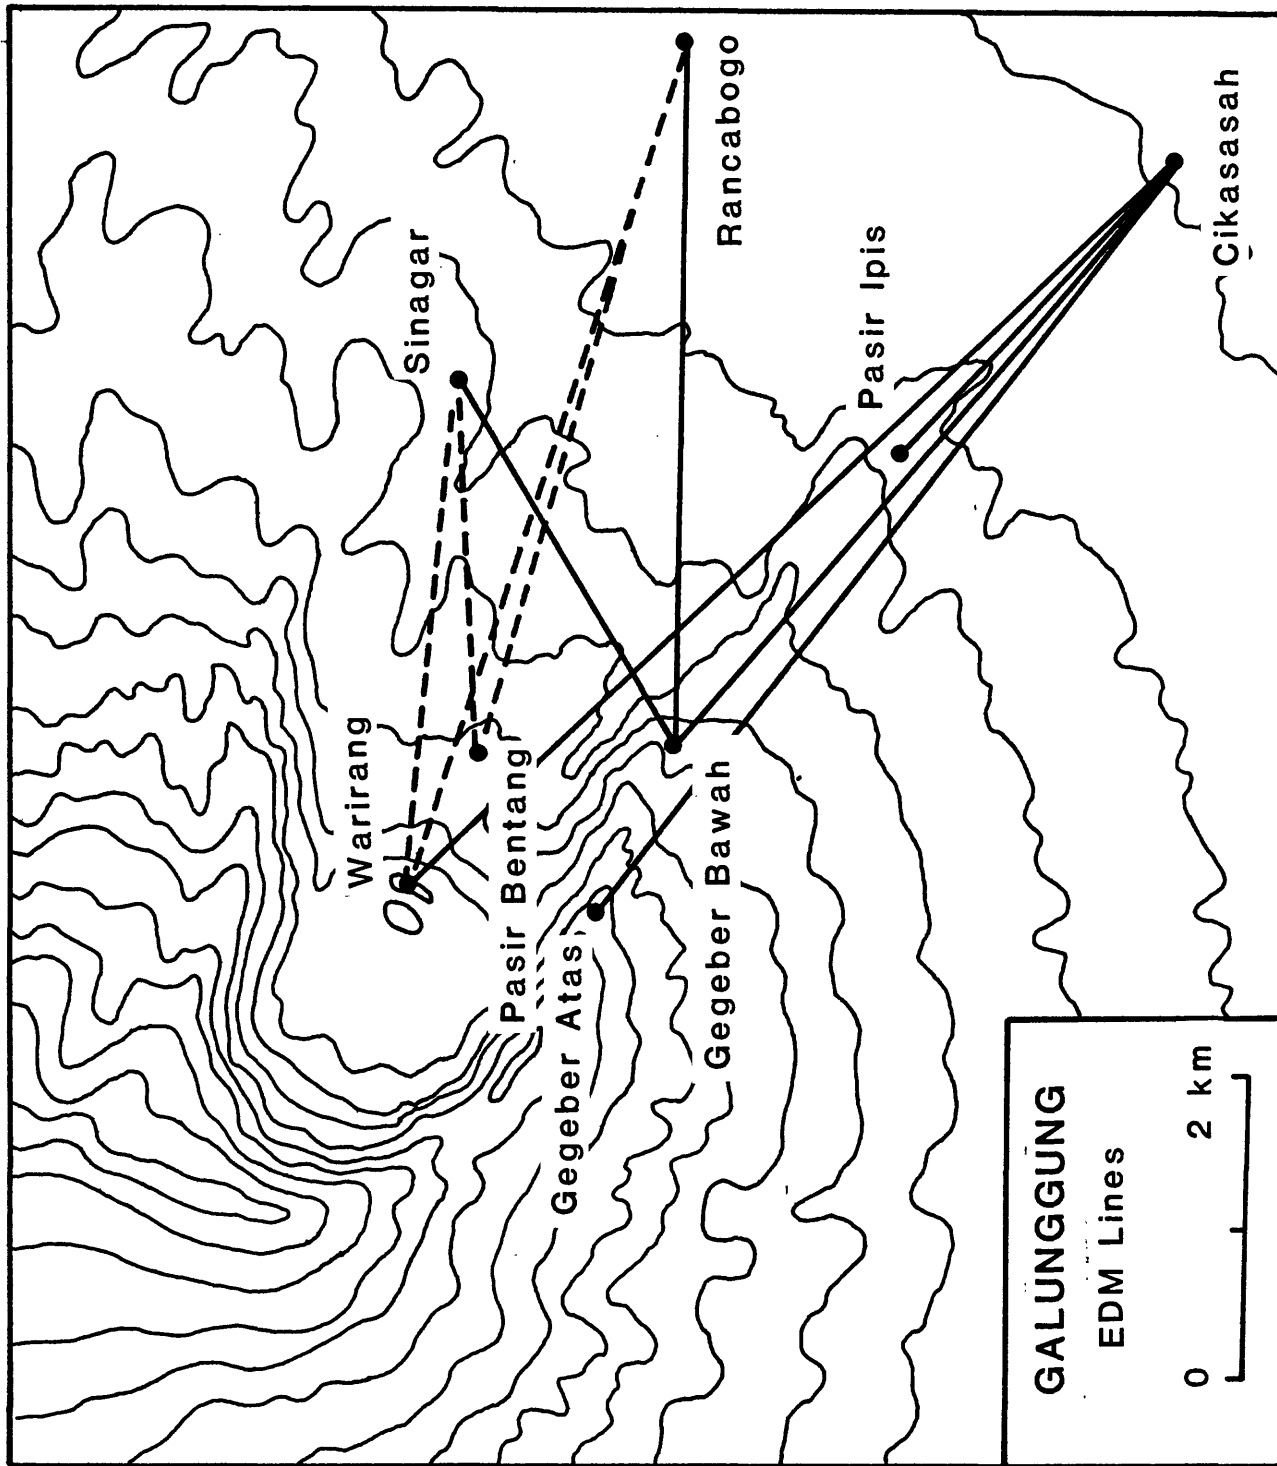 Warirang
Pasir Bentang
Gegeber Atas
Gegeber Bawah
Sinagar
Rancabogo
Pasir Ipis
Cikasasah
GALUNGGUNG
EDM Lines
0 2 km